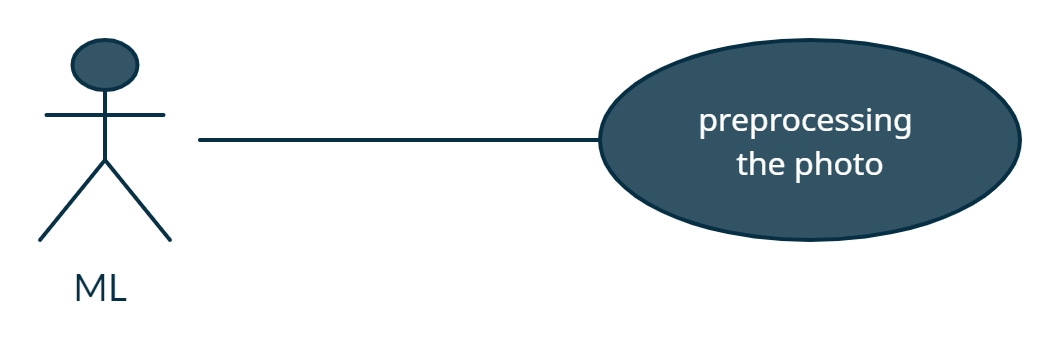 preprocessing
the photo
ML